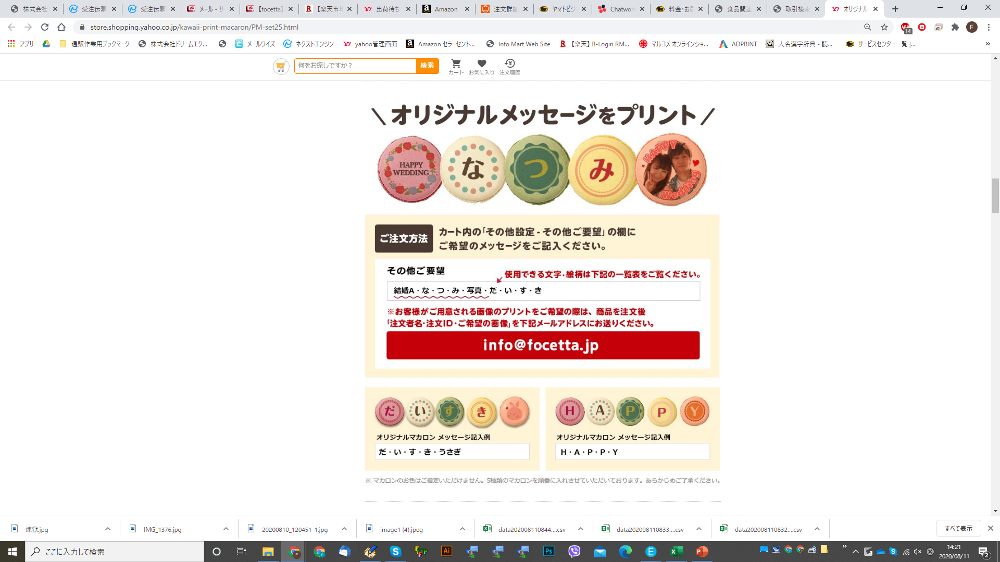 株式会社
受注伝票
受注伝票
メール - サ
【focetta】
【楽天市場
出荷待ち
Amazon
注文詳細
ヤマトビジ
Chatwork
料金・お届
食品関連
取引検索
オリジナル
store.shopping.yahoo.co.jp/kawaii-print-macaron/PM-set25.html
14
F
アプリ
通販作業用ブックマーク
株式会社ドリームエク...
メールワイズ
ネクストエンジン
yahoo管理画面
Amazon セラーセント...
Info Mart Web Site
【楽天】 R-Login RM...
マルコメ オンラインショ...
ADPRINT
人名漢字辞典 - 読...
サービスセンター一覧 |...
何をお探しですか？
検索
カート
お気に入り
注文履歴
＼オリジナルメッセージをプリント／
HAPPY
WEDDING
な
つ
み
HAPPY
Wedding
ご注文方法
カート内の「その他設定 - その他ご要望」の欄に
ご希望のメッセージをご記入ください。
その他ご要望
使用できる文字・絵柄は下記の一覧表をご覧ください。
結婚A・な・つ・み・写真・だ・い・す・き
※お客様がご用意される画像のプリントをご希望の際は、商品を注文後
「注文者名・注文ID・ご希望の画像」を下記メールアドレスにお送りください。
info@focetta.jp
だ い す き
H A P P Y
オリジナルマカロン メッセージ記入例
だ・い・す・き・うさぎ
オリジナルマカロン メッセージ記入例
H・A・P・P・Y
※ マカロンのお色はご指定いただけません。5種類のマカロンを順番に入れさせていただいております。あらかじめご了承ください。
煉獄.jpg
IMG_1376.jpg
20200810_120451-1.jpg
image1 (4).jpeg
data202008110844....csv
data202008110833....csv
data202008110832....csv
すべて表示
ここに入力して検索
14:21
2020/08/11
2